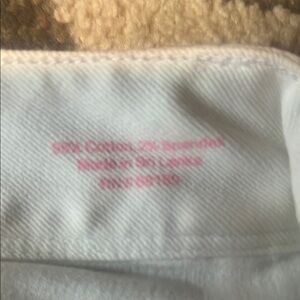 98% Cotton, 2% Spandex
Made in Sri Lanka
RN#